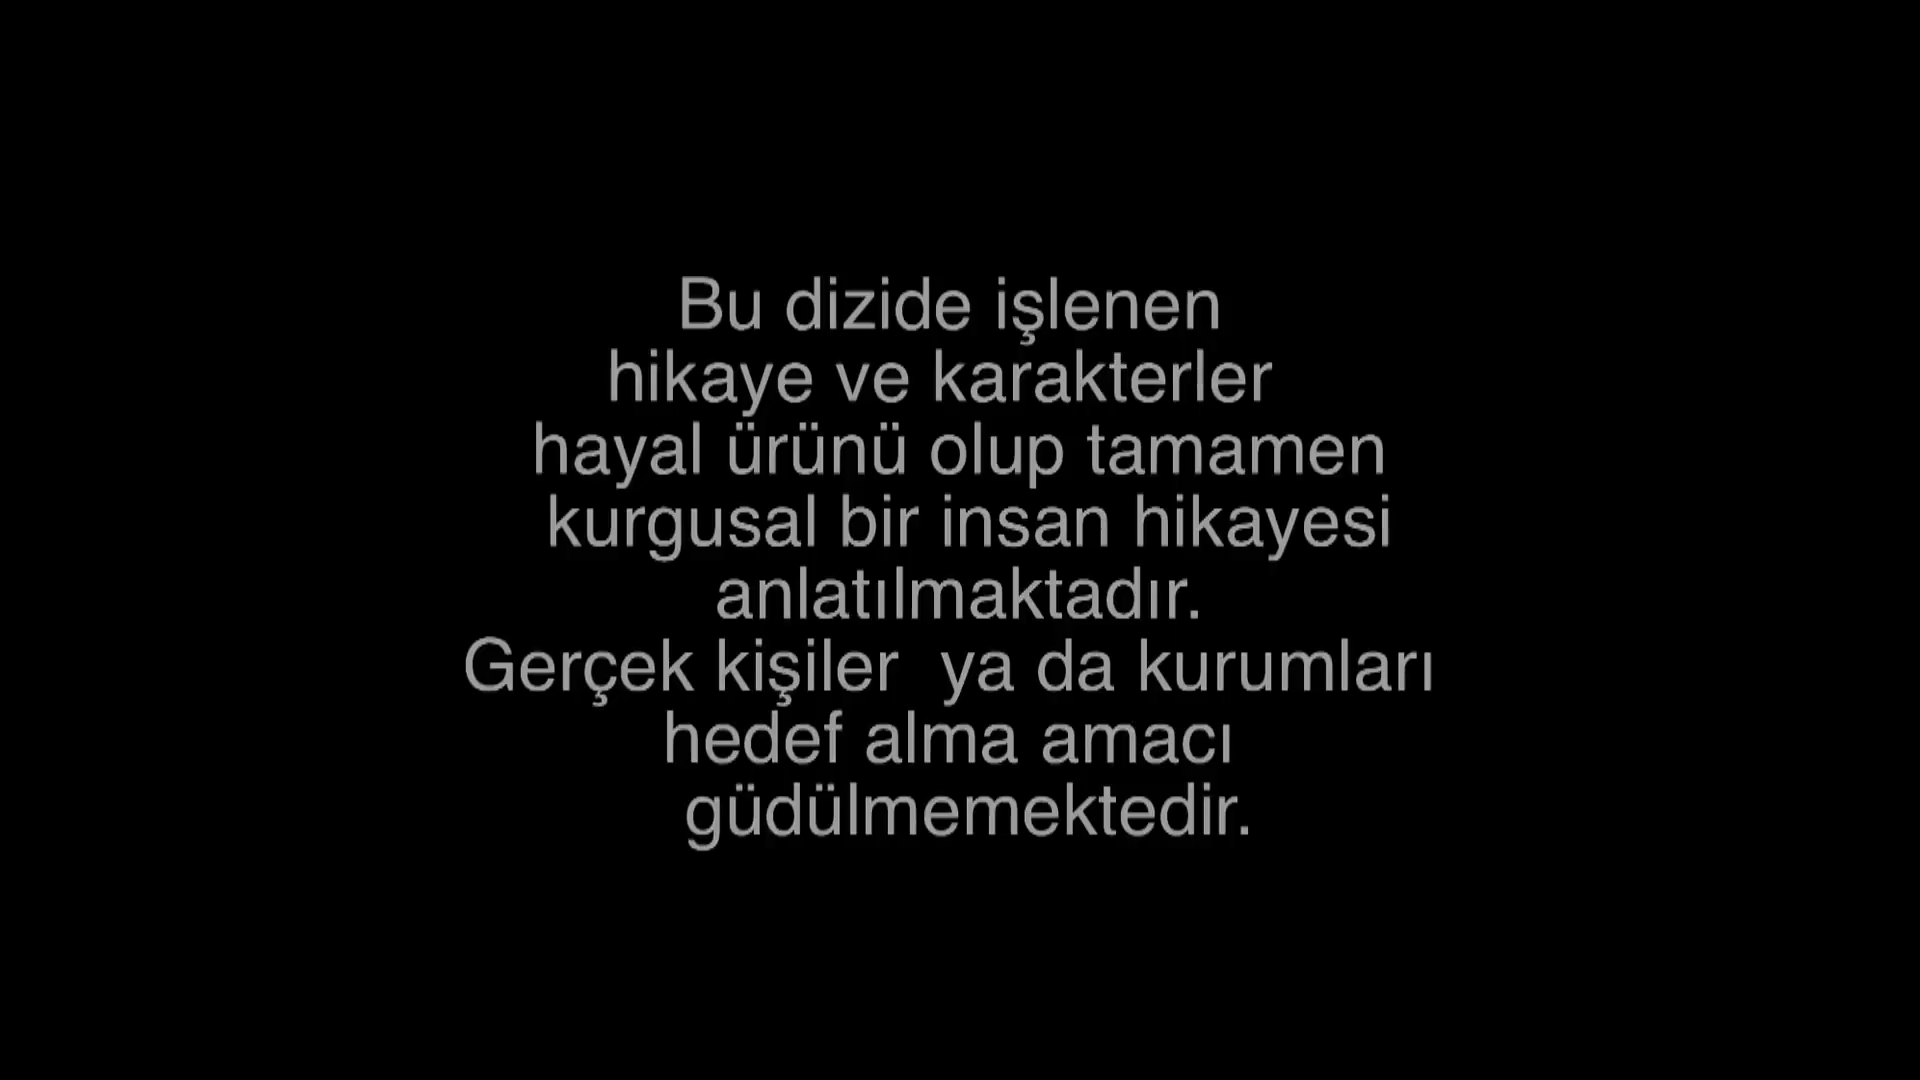 Bu dizide işlenen
hikaye ve karakterler
hayal ürünü olup tamamen
kurgusal bir insan hikayesi
anlatılmaktadır.
Gerçek kişiler  ya da kurumları
hedef alma amacı
güdülmemektedir.